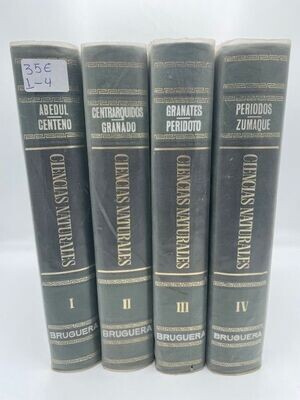 35€
1-4
ABEDUL
CENTENO
CIENCIAS NATURALES
I
BRUGUERA
CENTRARQUIDOS
GRANADO
CIENCIAS NATURALES
II
BRUGUERA
GRANATES
PERIDOTO
CIENCIAS NATURALES
III
BRUGUERA
PERIODOS
ZUMAQUE
CIENCIAS NATURALES
IV
BRUGUERA